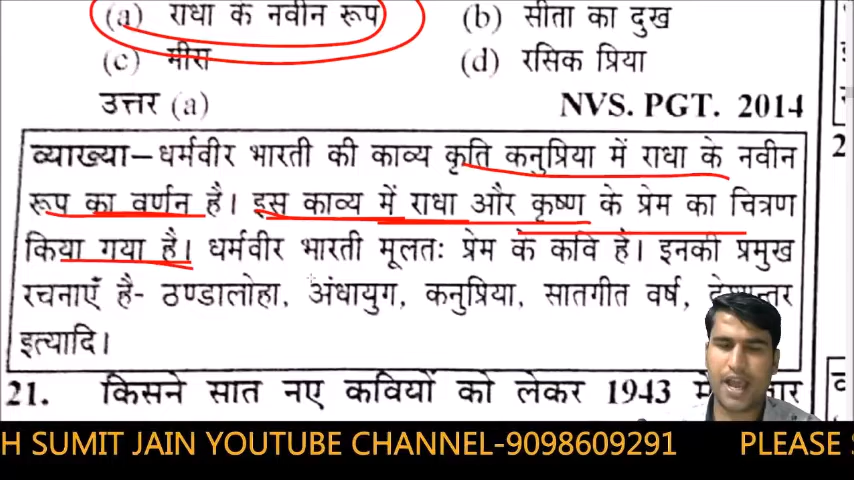 (a) राधा के नवीन रूप (b) सीता का दुख
(c) मीरा (d) रसिक प्रिया
उत्तर (a) NVS. PGT. 2014
व्याख्या– धर्मवीर भारती की काव्य कृति कनुप्रिया में राधा के नवीन
रूप का वर्णन है। इस काव्य में राधा और कृष्ण के प्रेम का चित्रण
किया गया है। धर्मवीर भारती मूलतः प्रेम के कवि हैं। इनकी प्रमुख
रचनाएँ है- ठण्डालोहा, अंधायुग, कनुप्रिया, सातगीत वर्ष,
इत्यादि।
21. किसने सात नए कवियों को लेकर 1943 में
H SUMIT JAIN YOUTUBE CHANNEL-9098609291 PLEASE